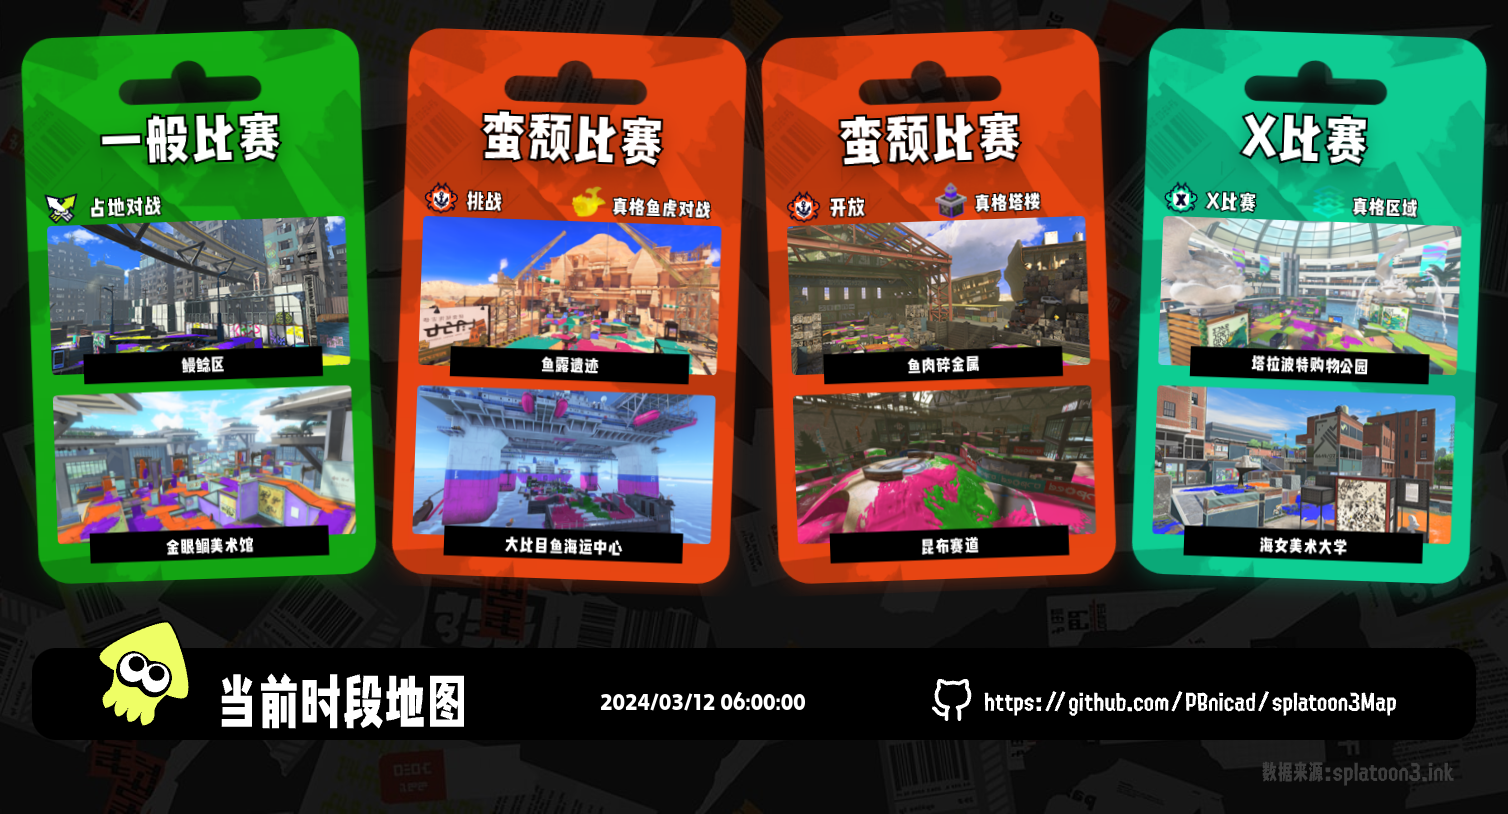 一般比赛
占地对战
鳗鲶区
金眼鲷美术馆
蛮颓比赛
挑战
真格鱼虎对战
鱼露遗迹
大比目鱼海运中心
蛮颓比赛
开放
真格塔楼
鱼肉碎金属
昆布赛道
X比赛
X比赛
真格区域
塔拉波特购物公园
海女美术大学
当前时段地图
2024/03/12 06:00:00
https://github.com/PBnicad/splatoon3Map
数据来源:splatoon3.ink